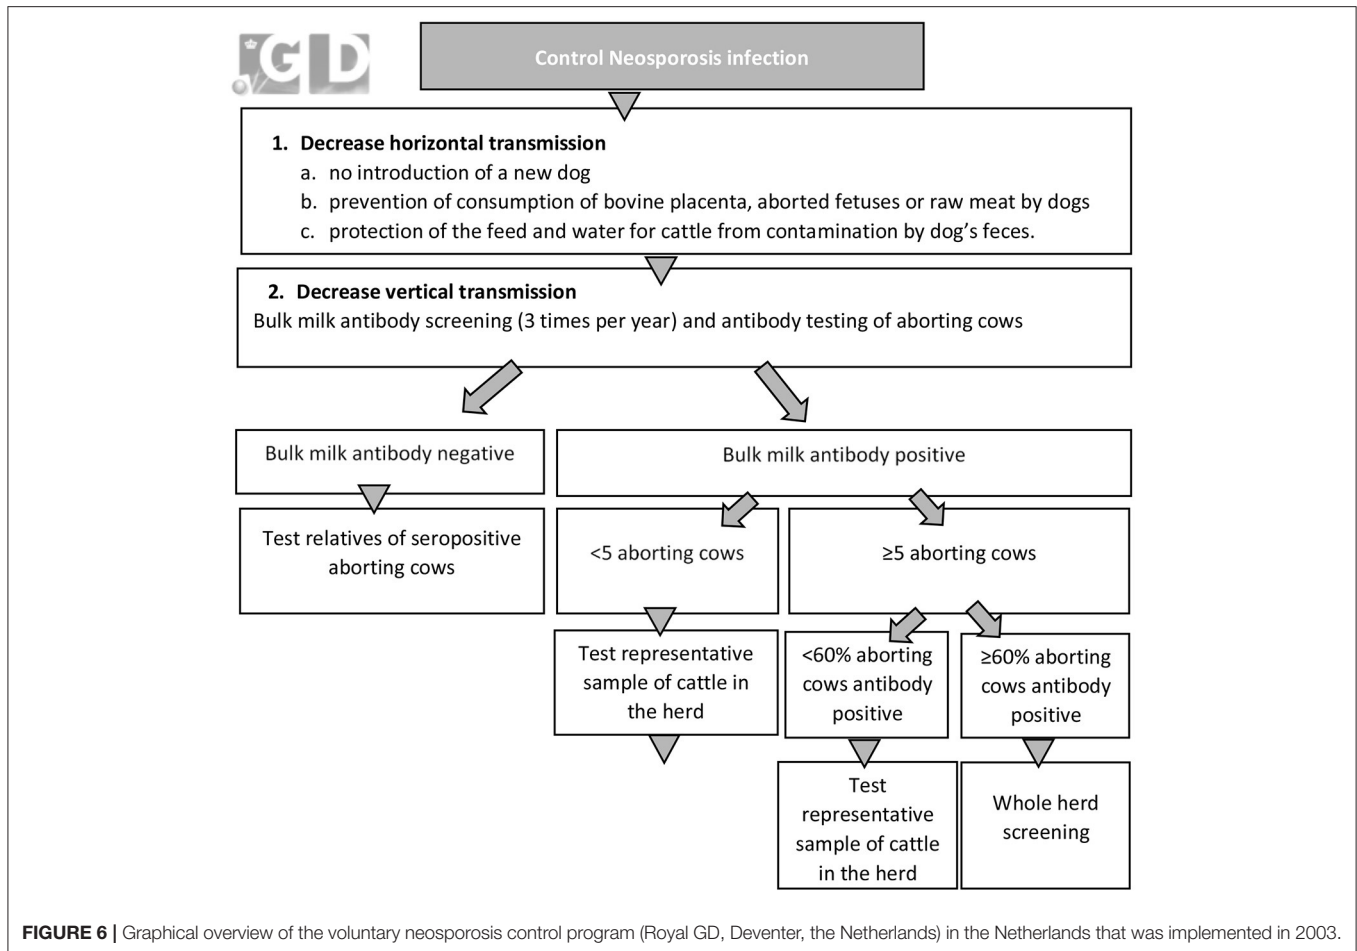 GD
Control Neosporosis infection
1. Decrease horizontal transmission
a. no introduction of a new dog
b. prevention of consumption of bovine placenta, aborted fetuses or raw meat by dogs
c. protection of the feed and water for cattle from contamination by dog’s feces.
2. Decrease vertical transmission
Bulk milk antibody screening (3 times per year) and antibody testing of aborting cows
Bulk milk antibody negative
Bulk milk antibody positive
Test relatives of seropositive
aborting cows
<5 aborting cows
≥5 aborting cows
Test representative
sample of cattle in
the herd
<60% aborting
cows antibody
positive
≥60% aborting
cows antibody
positive
Test
representative
sample of cattle
in the herd
Whole herd
screening
FIGURE 6 | Graphical overview of the voluntary neosporosis control program (Royal GD, Deventer, the Netherlands) in the Netherlands that was implemented in 2003.